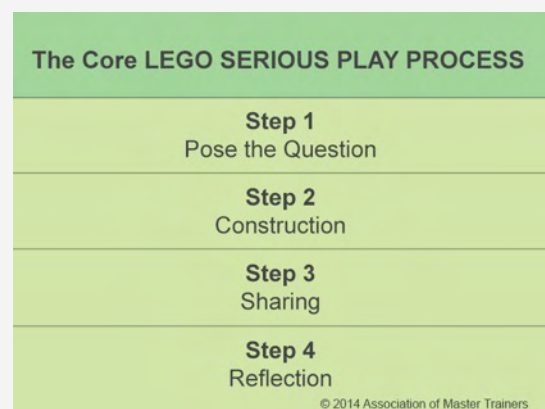 The Core LEGO SERIOUS PLAY PROCESS
Step 1
Pose the Question
Step 2
Construction
Step 3
Sharing
Step 4
Reflection
© 2014 Association of Master Trainers